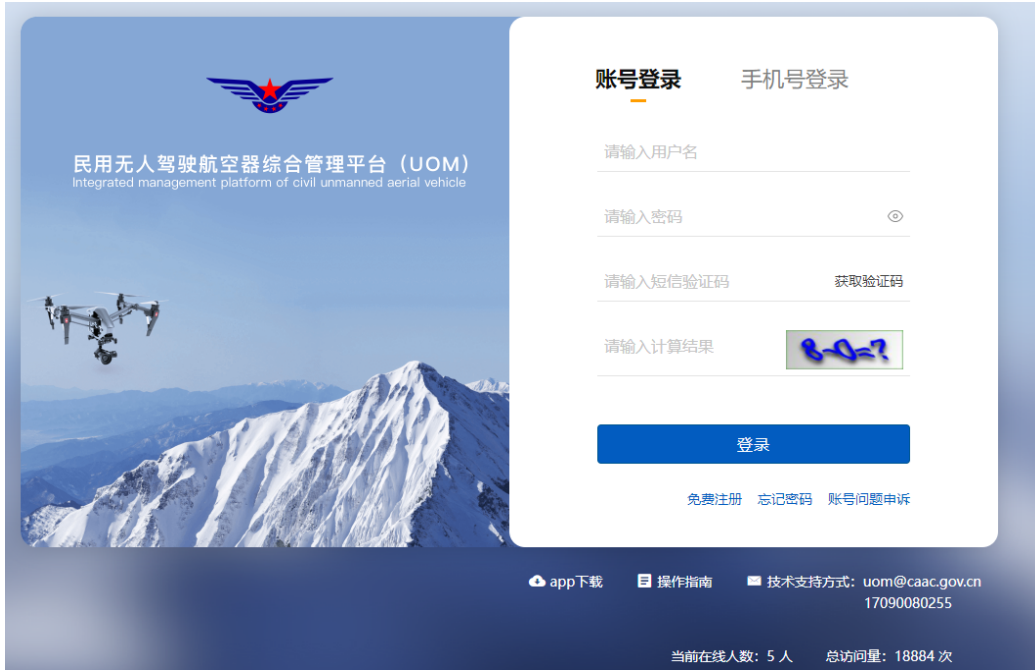 民用无人驾驶航空器综合管理平台（UOM）
Integrated management platform of civil unmanned aerial vehicle
账号登录 手机号登录
请输入用户名
请输入密码
请输入短信验证码 获取验证码
请输入计算结果 8-0=?
登录
免费注册 忘记密码 账号问题申诉
app下载 操作指南 技术支持方式：uom@caac.gov.cn
17090080255
当前在线人数：5 人 总访问量：18884 次